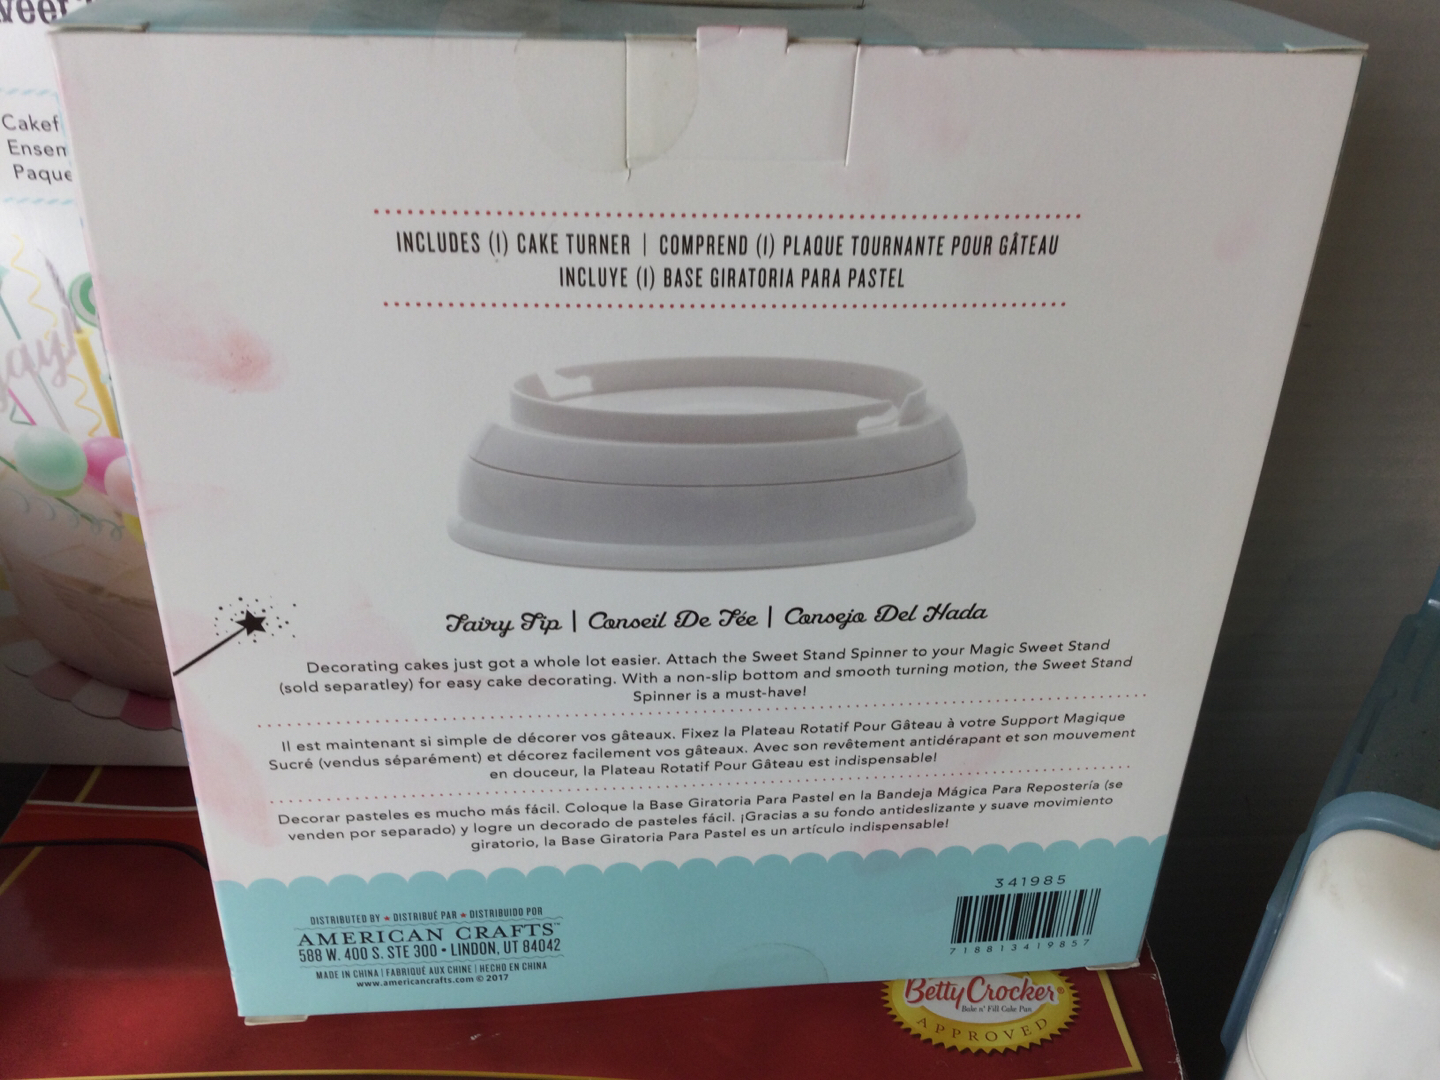 Cakef
Ensem
Paque
INCLUDES (1) CAKE TURNER | COMPREND (1) PLAQUE TOURNANTE POUR GÂTEAU
INCLUYE (1) BASE GIRATORIA PARA PASTEL
Fairy Tip | Conseil De Fée | Consejo Del Hada
Decorating cakes just got a whole lot easier. Attach the Sweet Stand Spinner to your Magic Sweet Stand
(sold separatley) for easy cake decorating. With a non-slip bottom and smooth turning motion, the Sweet Stand
Spinner is a must-have!
Il est maintenant si simple de décorer vos gâteaux. Fixez la Plateau Rotatif Pour Gâteau à votre Support Magique
Sucré (vendus séparément) et décorez facilement vos gâteaux. Avec son revêtement antidérapant et son mouvement
en douceur, la Plateau Rotatif Pour Gâteau est indispensable!
Decorar pasteles es mucho más fácil. Coloque la Base Giratoria Para Pastel en la Bandeja Mágica Para Repostería (se
venden por separado) y logre un decorado de pasteles fácil. ¡Gracias a su fondo antideslizante y suave movimiento
giratorio, la Base Giratoria Para Pastel es un artículo indispensable!
DISTRIBUTED BY ★ DISTRIBUÉ PAR ★ DISTRIBUIDO POR
AMERICAN CRAFTS™
588 W. 400 S. STE 300 • LINDON, UT 84042
MADE IN CHINA | FABRIQUÉ AUX CHINE | HECHO EN CHINA
www.americancrafts.com © 2017
341985
7 18813 41985 7
Betty Crocker®
Bake n' Fill Cake Pan
APPROVED